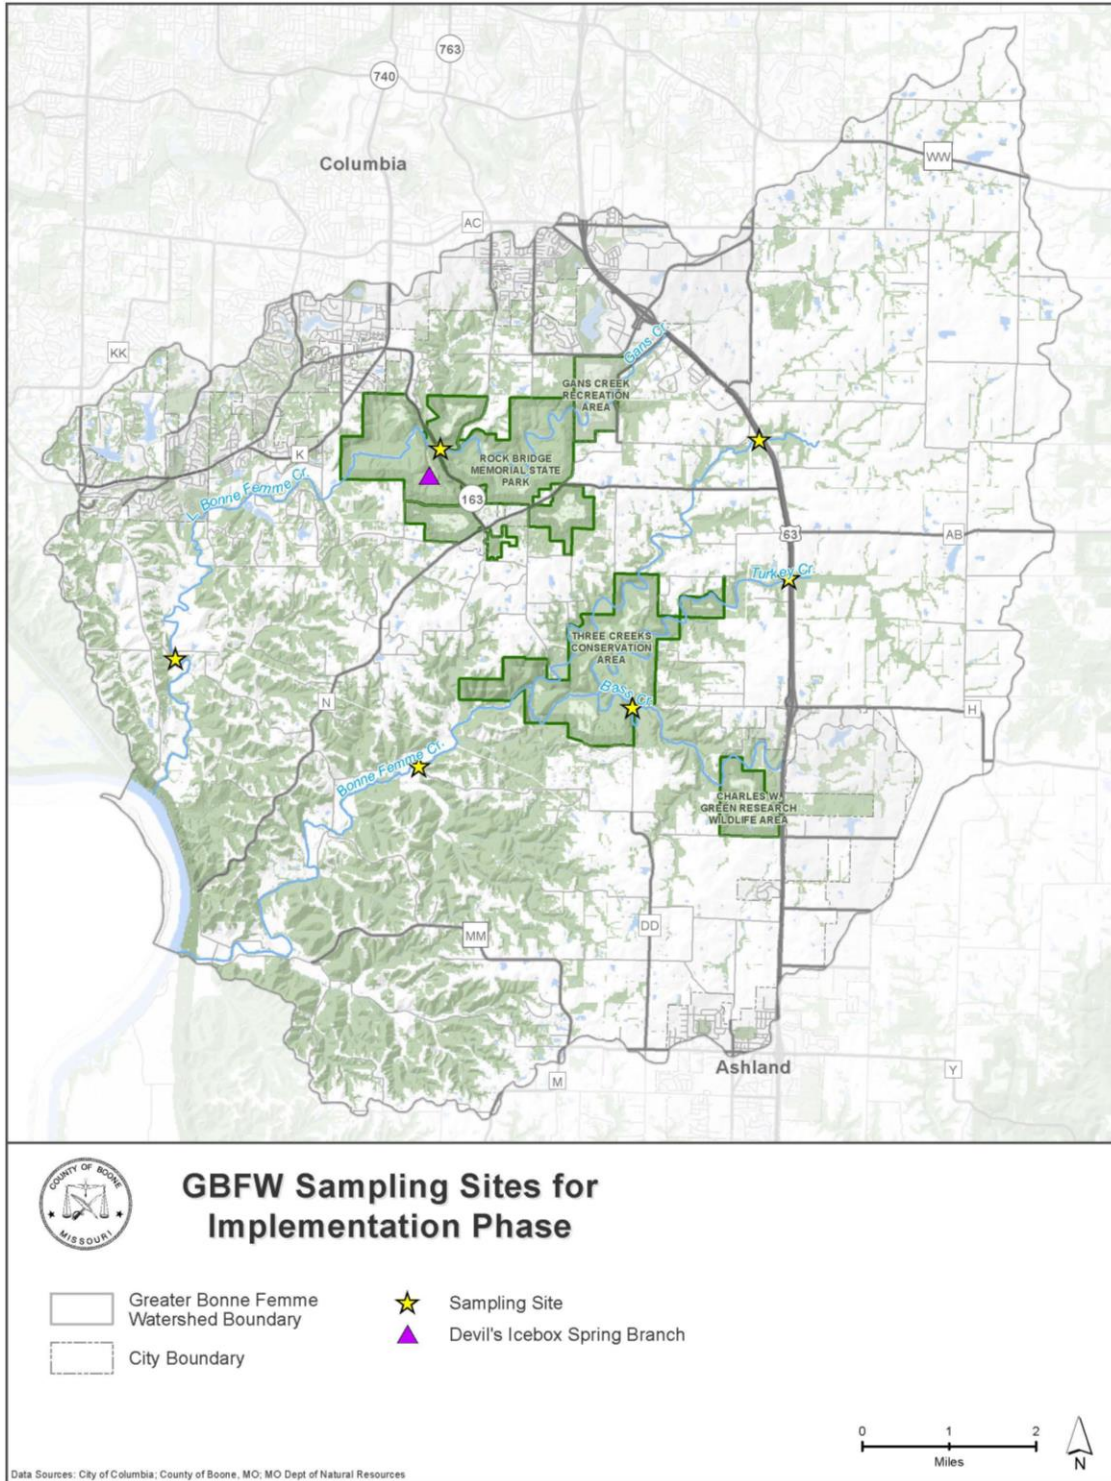 763
740
Columbia
WW
AC
KK
Gans Cr.
GANS CREEK
RECREATION
AREA
K
ROCK BRIDGE
MEMORIAL STATE
PARK
L. Bonne Femme Cr.
163
63
AB
Turkey Cr.
THREE CREEKS
CONSERVATION
AREA
Bass Cr.
N
H
Bonne Femme Cr.
CHARLES W.
GREEN RESEARCH
WILDLIFE AREA
MM
DD
Ashland
M
Y
COUNTY OF BOONE
MISSOURI
GBFW Sampling Sites for
Implementation Phase
Greater Bonne Femme
Watershed Boundary
City Boundary
Sampling Site
Devil's Icebox Spring Branch
0 1 2
Miles
N
Data Sources: City of Columbia; County of Boone, MO; MO Dept of Natural Resources